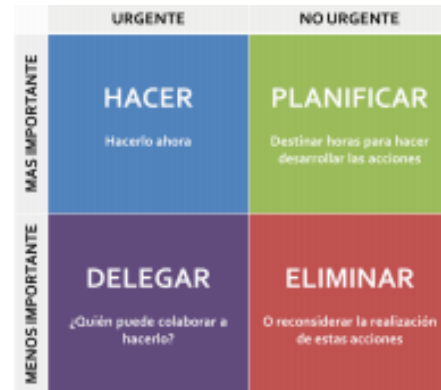 URGENTE
NO URGENTE
MAS IMPORTANTE
HACER
Hacerlo ahora
PLANIFICAR
Destinar horas para hacer
desarrollar las acciones
MENOS IMPORTANTE
DELEGAR
¿Quién puede colaborar a
hacerlo?
ELIMINAR
O reconsiderar la realización
de estas acciones